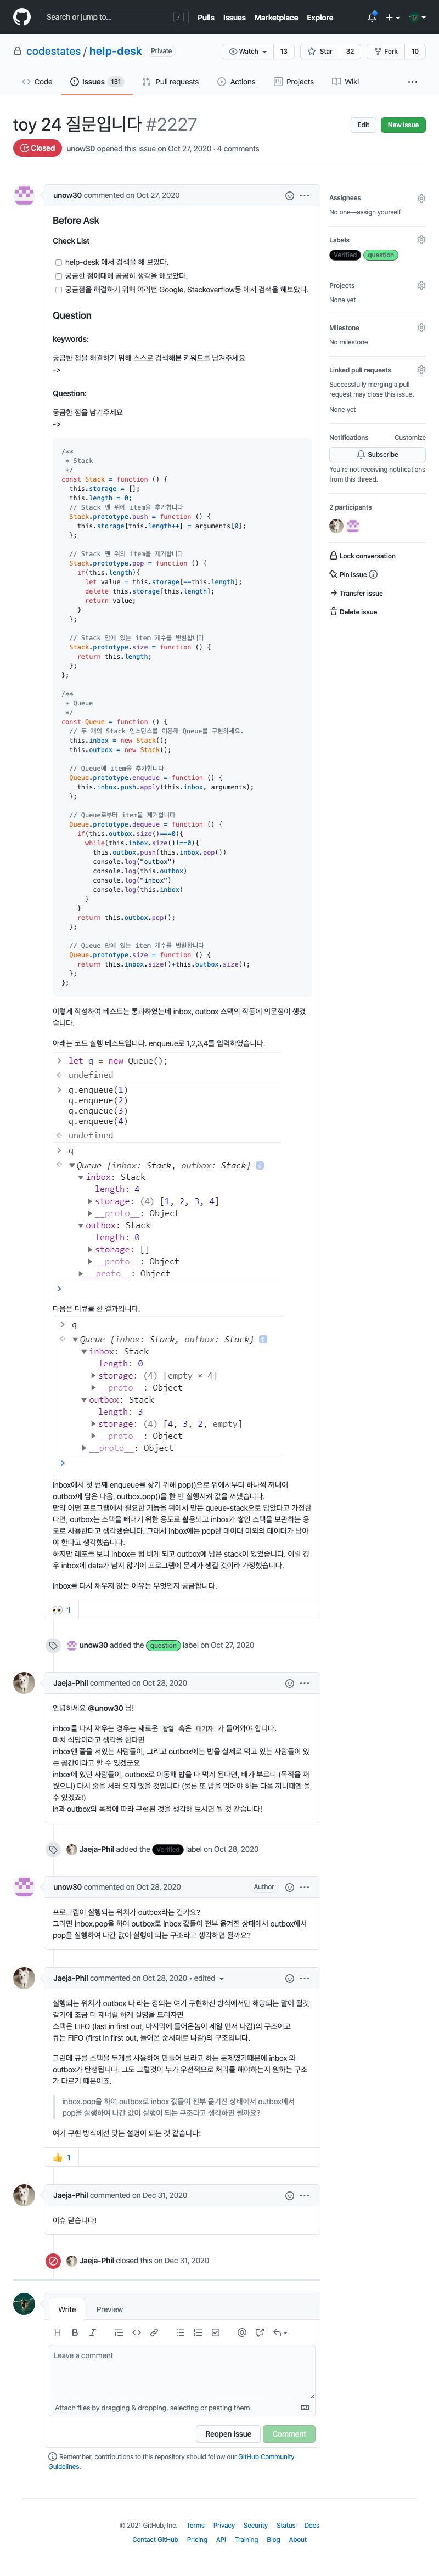 Search or jump to...
/
Pulls Issues Marketplace Explore
codestates / help-desk Private
Watch 13 Star 32 Fork 10
Code Issues 131 Pull requests Actions Projects Wiki
toy 24 질문입니다 #2227
Edit New issue
Closed unow30 opened this issue on Oct 27, 2020 · 4 comments
unow30 commented on Oct 27, 2020
Before Ask
Check List
help-desk 에서 검색을 해 보았다.
궁금한 점에대해 곰곰히 생각을 해보았다.
궁금점을 해결하기 위해 여러번 Google, Stackoverflow등 에서 검색을 해보았다.
Question
keywords:
궁금한 점을 해결하기 위해 스스로 검색해본 키워드를 남겨주세요
->
Question:
궁금한 점을 남겨주세요
->
/**
* Stack
*/
const Stack = function () {
this.storage = [];
this.length = 0;
// Stack 맨 위에 item을 추가합니다
Stack.prototype.push = function () {
this.storage[this.length++] = arguments[0];
};
// Stack 맨 위의 item을 제거합니다
Stack.prototype.pop = function () {
if(this.length){
let value = this.storage[--this.length];
delete this.storage[this.length];
return value;
}
};
// Stack 안에 있는 item 개수를 반환합니다
Stack.prototype.size = function () {
return this.length;
};
};
/**
* Queue
*/
const Queue = function () {
// 두 개의 Stack 인스턴스를 이용해 Queue를 구현하세요.
this.inbox = new Stack();
this.outbox = new Stack();
// Queue에 item을 추가합니다
Queue.prototype.enqueue = function () {
this.inbox.push.apply(this.inbox, arguments);
};
// Queue로부터 item을 제거합니다
Queue.prototype.dequeue = function () {
if(this.outbox.size()===0){
while(this.inbox.size()!==0){
this.outbox.push(this.inbox.pop())
console.log("outbox")
console.log(this.outbox)
console.log("inbox")
console.log(this.inbox)
}
}
return this.outbox.pop();
};
// Queue 안에 있는 item 개수를 반환합니다
Queue.prototype.size = function () {
return this.inbox.size()+this.outbox.size();
};
};
이렇게 작성하여 테스트는 통과하였는데 inbox, outbox 스택의 작동에 의문점이 생겼
습니다.
아래는 코드 실행 테스트입니다. enqueue로 1,2,3,4를 입력하였습니다.
> let q = new Queue();
undefined
> q.enqueue(1)
q.enqueue(2)
q.enqueue(3)
q.enqueue(4)
undefined
> q
Queue {inbox: Stack, outbox: Stack}
inbox: Stack
length: 4
storage: (4) [1, 2, 3, 4]
__proto__: Object
outbox: Stack
length: 0
storage: []
__proto__: Object
__proto__: Object
>
다음은 디큐를 한 결과입니다.
> q
Queue {inbox: Stack, outbox: Stack}
inbox: Stack
length: 0
storage: (4) [empty × 4]
__proto__: Object
outbox: Stack
length: 3
storage: (4) [4, 3, 2, empty]
__proto__: Object
__proto__: Object
>
inbox에서 첫 번째 enqueue를 찾기 위해 pop()으로 위에서부터 하나씩 꺼내어
outbox에 담은 다음, outbox.pop()을 한 번 실행시켜 값을 꺼냈습니다.
만약 어떤 프로그램에서 필요한 기능을 위에서 만든 queue-stack으로 담았다고 가정한
다면, outbox는 스택을 빼내기 위한 용도로 활용되고 inbox가 쌓인 스택을 보관하는 용
도로 사용한다고 생각했습니다. 그래서 inbox에는 pop한 데이터 이외의 데이터가 남아
야 한다고 생각했습니다.
하지만 레포를 보니 inbox는 텅 비게 되고 outbox에 남은 stack이 있었습니다. 이럴 경
우 inbox에 data가 남지 않기에 프로그램에 문제가 생길 것이라 가정했습니다.
inbox를 다시 채우지 않는 이유는 무엇인지 궁금합니다.
👀 1
unow30 added the question label on Oct 27, 2020
Jaeja-Phil commented on Oct 28, 2020
안녕하세요 @unow30 님!
inbox를 다시 채우는 경우는 새로운 할일 혹은 대기자 가 들어와야 합니다.
마치 식당이라고 생각을 한다면
inbox엔 줄을 서있는 사람들이, 그리고 outbox에는 밥을 실제로 먹고 있는 사람들이 있
는 공간이라고 할 수 있겠군요
inbox에 있던 사람들이, outbox로 이동해 밥을 다 먹게 된다면, 배가 부르니 (목적을 채
웠으니) 다시 줄을 서러 오지 않을 것입니다 (물론 또 밥을 먹어야 하는 다음 끼니때엔 올
수 있겠죠!)
in과 out의 목적에 따라 구현된 것을 생각해 보시면 될 것 같습니다!
Jaeja-Phil added the Verified label on Oct 28, 2020
unow30 commented on Oct 28, 2020 Author
프로그램이 실행되는 위치가 outbox라는 건가요?
그러면 inbox.pop을 하여 outbox로 inbox 값들이 전부 옮겨진 상태에서 outbox에서
pop을 실행하여 나간 값이 실행이 되는 구조라고 생각하면 될까요?
Jaeja-Phil commented on Oct 28, 2020 • edited
실행되는 위치가 outbox 다 라는 정의는 여기 구현하신 방식에서만 해당되는 말이 될것
같기에 조금 더 제너럴 하게 설명을 드리자면
스택은 LIFO (last in first out, 마지막에 들어온놈이 제일 먼저 나감)의 구조이고
큐는 FIFO (first in first out, 들어온 순서대로 나감)의 구조입니다.
그런데 큐를 스택을 두개를 사용하여 만들어 보라고 하는 문제였기때문에 inbox 와
outbox가 탄생됩니다. 그도 그럴것이 누가 우선적으로 처리를 해야하는지 원하는 구조
가 다르기 때문이죠.
inbox.pop을 하여 outbox로 inbox 값들이 전부 옮겨진 상태에서 outbox에서
pop을 실행하여 나간 값이 실행이 되는 구조라고 생각하면 될까요?
여기 구현 방식에선 맞는 설명이 되는 것 같습니다!
👍 1
Jaeja-Phil commented on Dec 31, 2020
이슈 닫습니다!
Jaeja-Phil closed this on Dec 31, 2020
Write Preview
Leave a comment
Attach files by dragging & dropping, selecting or pasting them.
Reopen issue Comment
Remember, contributions to this repository should follow our GitHub Community
Guidelines.
Assignees
No one—assign yourself
Labels
Verified question
Projects
None yet
Milestone
No milestone
Linked pull requests
Successfully merging a pull
request may close this issue.
None yet
Notifications Customize
Subscribe
You're not receiving notifications
from this thread.
2 participants
Lock conversation
Pin issue
Transfer issue
Delete issue
© 2021 GitHub, Inc. Terms Privacy Security Status Docs
Contact GitHub Pricing API Training Blog About